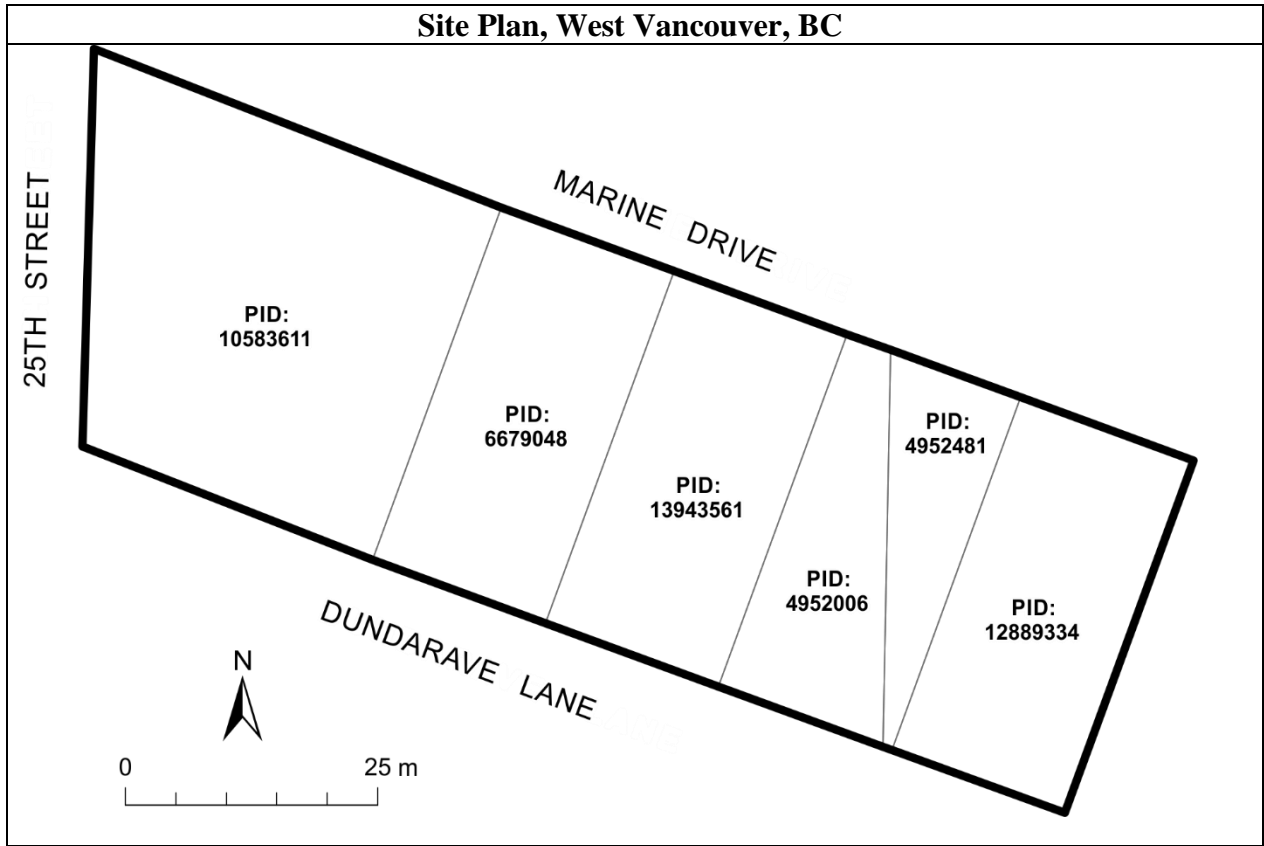 Site Plan, West Vancouver, BC
MARINE DRIVE
25TH STREET
PID:
10583611
PID:
6679048
PID:
4952481
PID:
13943561
PID:
4952006
PID:
12889334
DUNDARAVE LANE
N
0 25 m